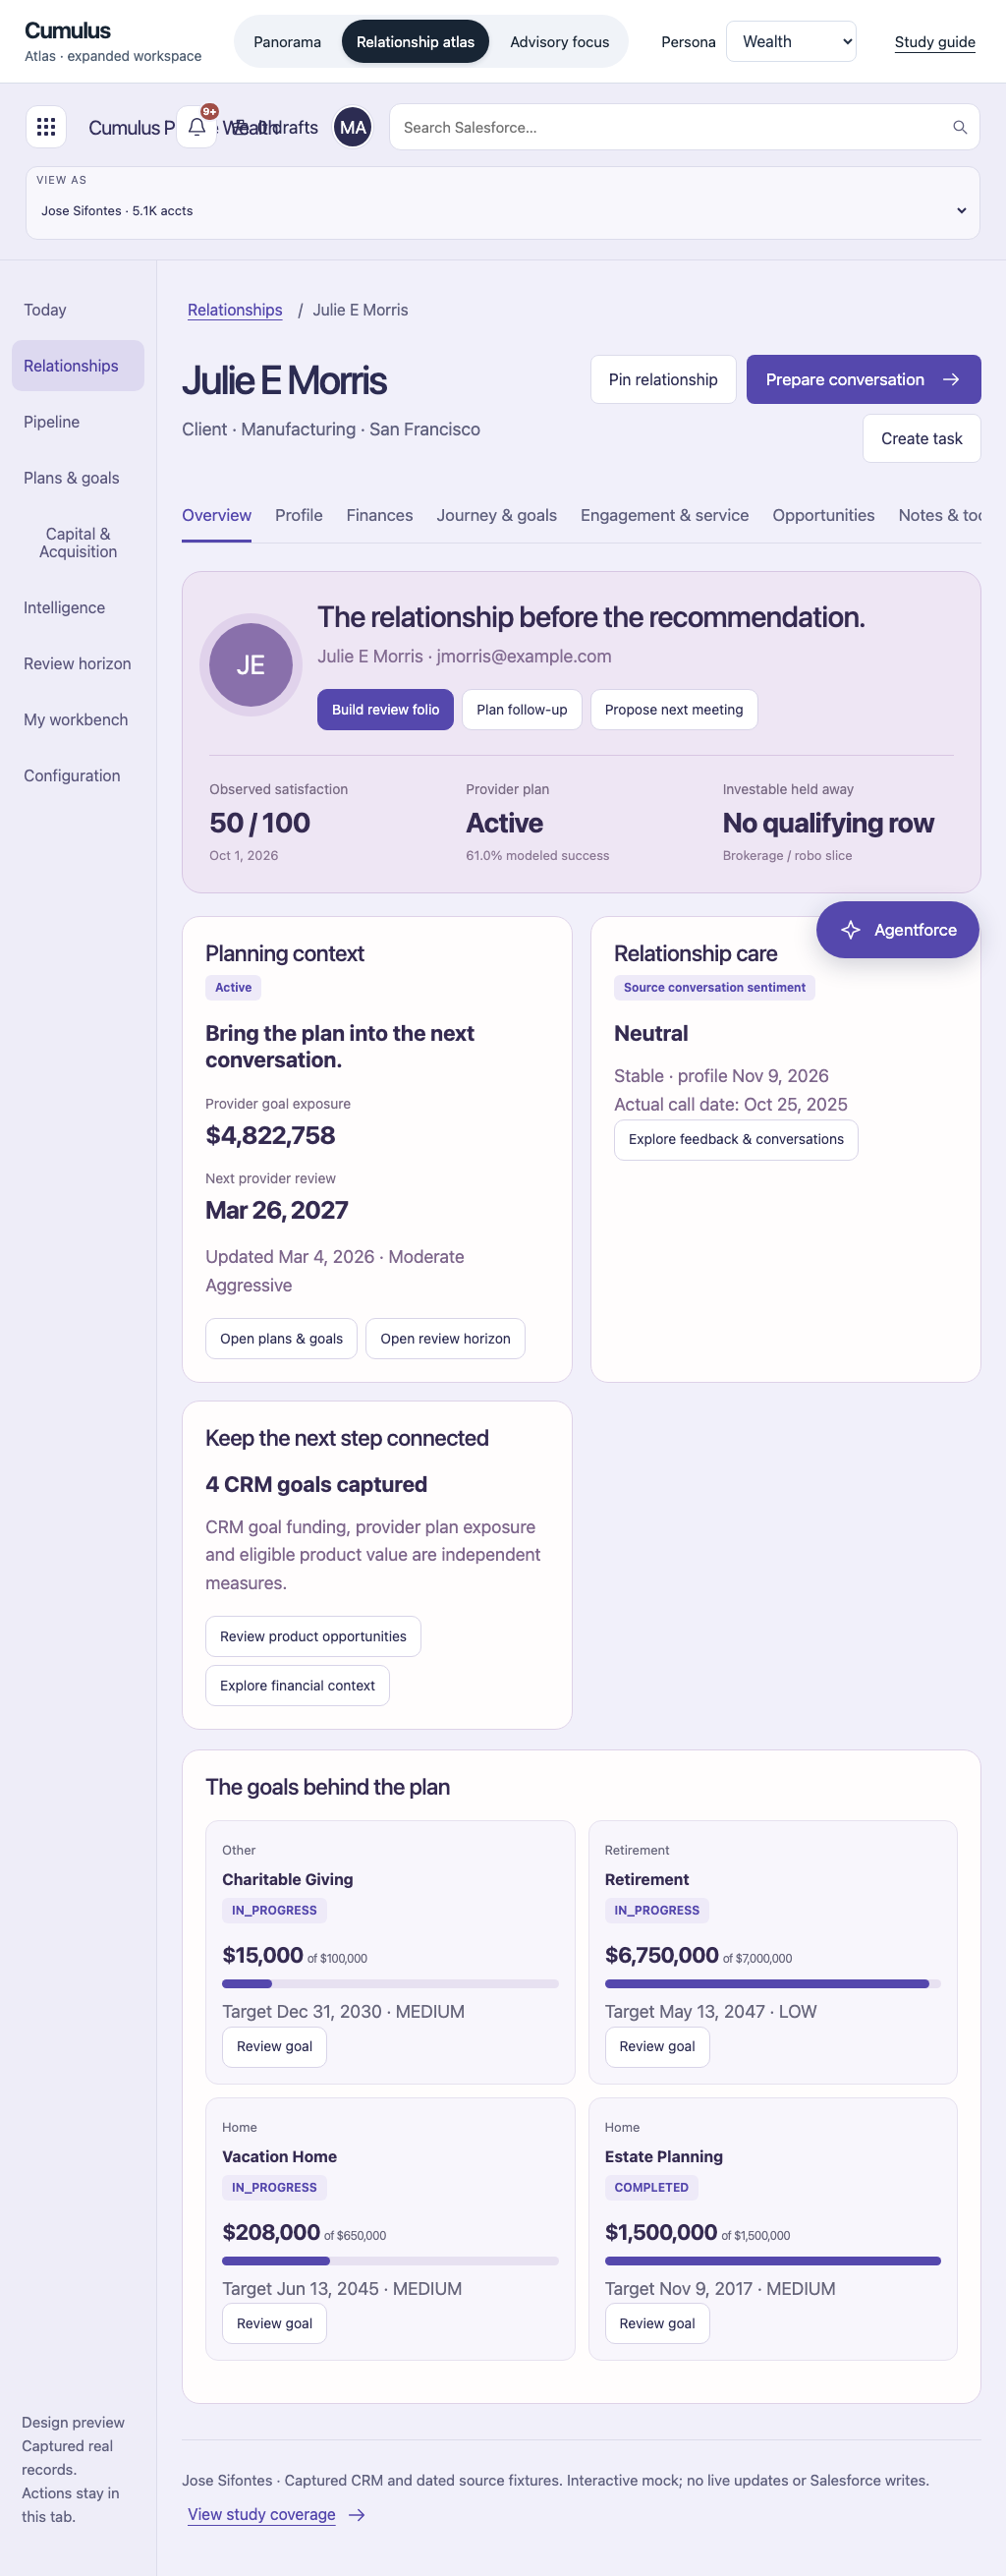 Cumulus
Atlas · expanded workspace
Panorama
Relationship atlas
Advisory focus
Persona
Wealth
Study guide
Cumulus P
e Wealth
9+
drafts
MA
Search Salesforce...
VIEW AS
Jose Sifontes · 5.1K accts
Today
Relationships
Pipeline
Plans & goals
Capital &
Acquisition
Intelligence
Review horizon
My workbench
Configuration
Relationships / Julie E Morris
Julie E Morris
Client · Manufacturing · San Francisco
Pin relationship
Prepare conversation →
Create task
Overview
Profile
Finances
Journey & goals
Engagement & service
Opportunities
Notes & too
JE
The relationship before the recommendation.
Julie E Morris · jmorris@example.com
Build review folio
Plan follow-up
Propose next meeting
Observed satisfaction
50 / 100
Oct 1, 2026
Provider plan
Active
61.0% modeled success
Investable held away
No qualifying row
Brokerage / robo slice
Agentforce
Planning context
Active
Bring the plan into the next
conversation.
Provider goal exposure
$4,822,758
Next provider review
Mar 26, 2027
Updated Mar 4, 2026 · Moderate
Aggressive
Open plans & goals
Open review horizon
Relationship care
Source conversation sentiment
Neutral
Stable · profile Nov 9, 2026
Actual call date: Oct 25, 2025
Explore feedback & conversations
Keep the next step connected
4 CRM goals captured
CRM goal funding, provider plan exposure
and eligible product value are independent
measures.
Review product opportunities
Explore financial context
The goals behind the plan
Other
Charitable Giving
IN_PROGRESS
$15,000 of $100,000
Target Dec 31, 2030 · MEDIUM
Review goal
Retirement
Retirement
IN_PROGRESS
$6,750,000 of $7,000,000
Target May 13, 2047 · LOW
Review goal
Home
Vacation Home
IN_PROGRESS
$208,000 of $650,000
Target Jun 13, 2045 · MEDIUM
Review goal
Home
Estate Planning
COMPLETED
$1,500,000 of $1,500,000
Target Nov 9, 2017 · MEDIUM
Review goal
Design preview
Captured real
records.
Actions stay in
this tab.
Jose Sifontes · Captured CRM and dated source fixtures. Interactive mock; no live updates or Salesforce writes.
View study coverage →